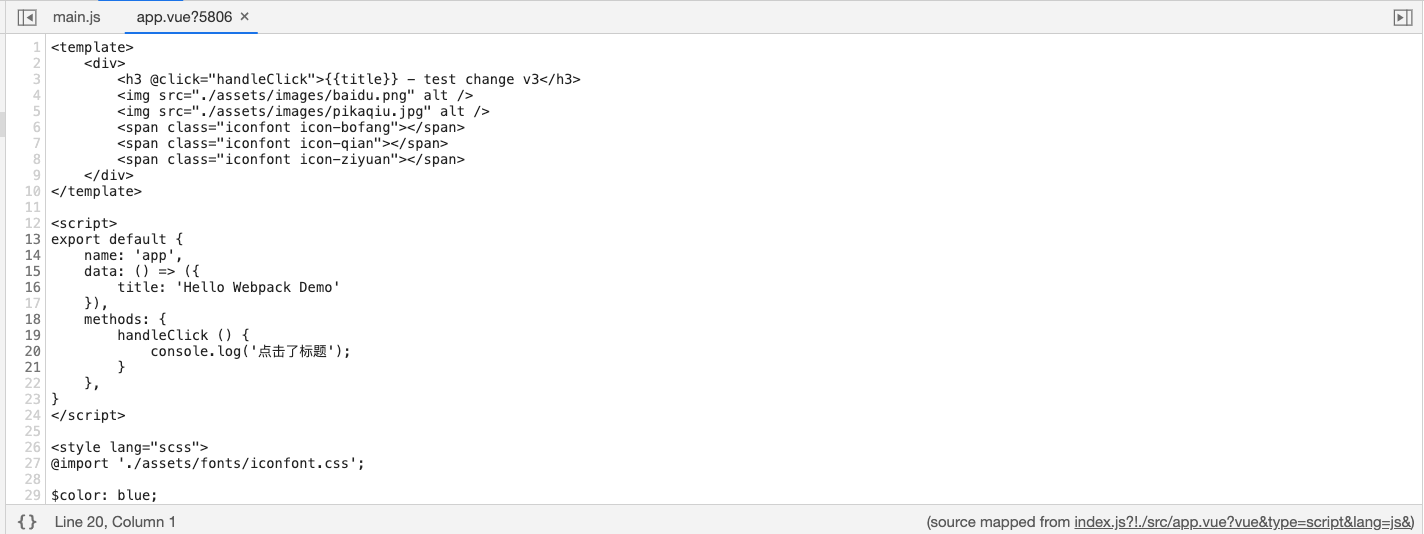 main.js app.vue?5806 ×
1 <template>
2     <div>
3         <h3 @click="handleClick">{{title}} - test change v3</h3>
4         <img src="./assets/images/baidu.png" alt />
5         <img src="./assets/images/pikaqiu.jpg" alt />
6         <span class="iconfont icon-bofang"></span>
7         <span class="iconfont icon-qian"></span>
8         <span class="iconfont icon-ziyuan"></span>
9     </div>
10 </template>
11
12 <script>
13 export default {
14     name: 'app',
15     data: () => ({
16         title: 'Hello Webpack Demo'
17     }),
18     methods: {
19         handleClick () {
20             console.log('点击了标题');
21         }
22     },
23 }
24 </script>
25
26 <style lang="scss">
27 @import './assets/fonts/iconfont.css';
28
29 $color: blue;
{} Line 20, Column 1 (source mapped from index.js?!./src/app.vue?vue&type=script&lang=js&)